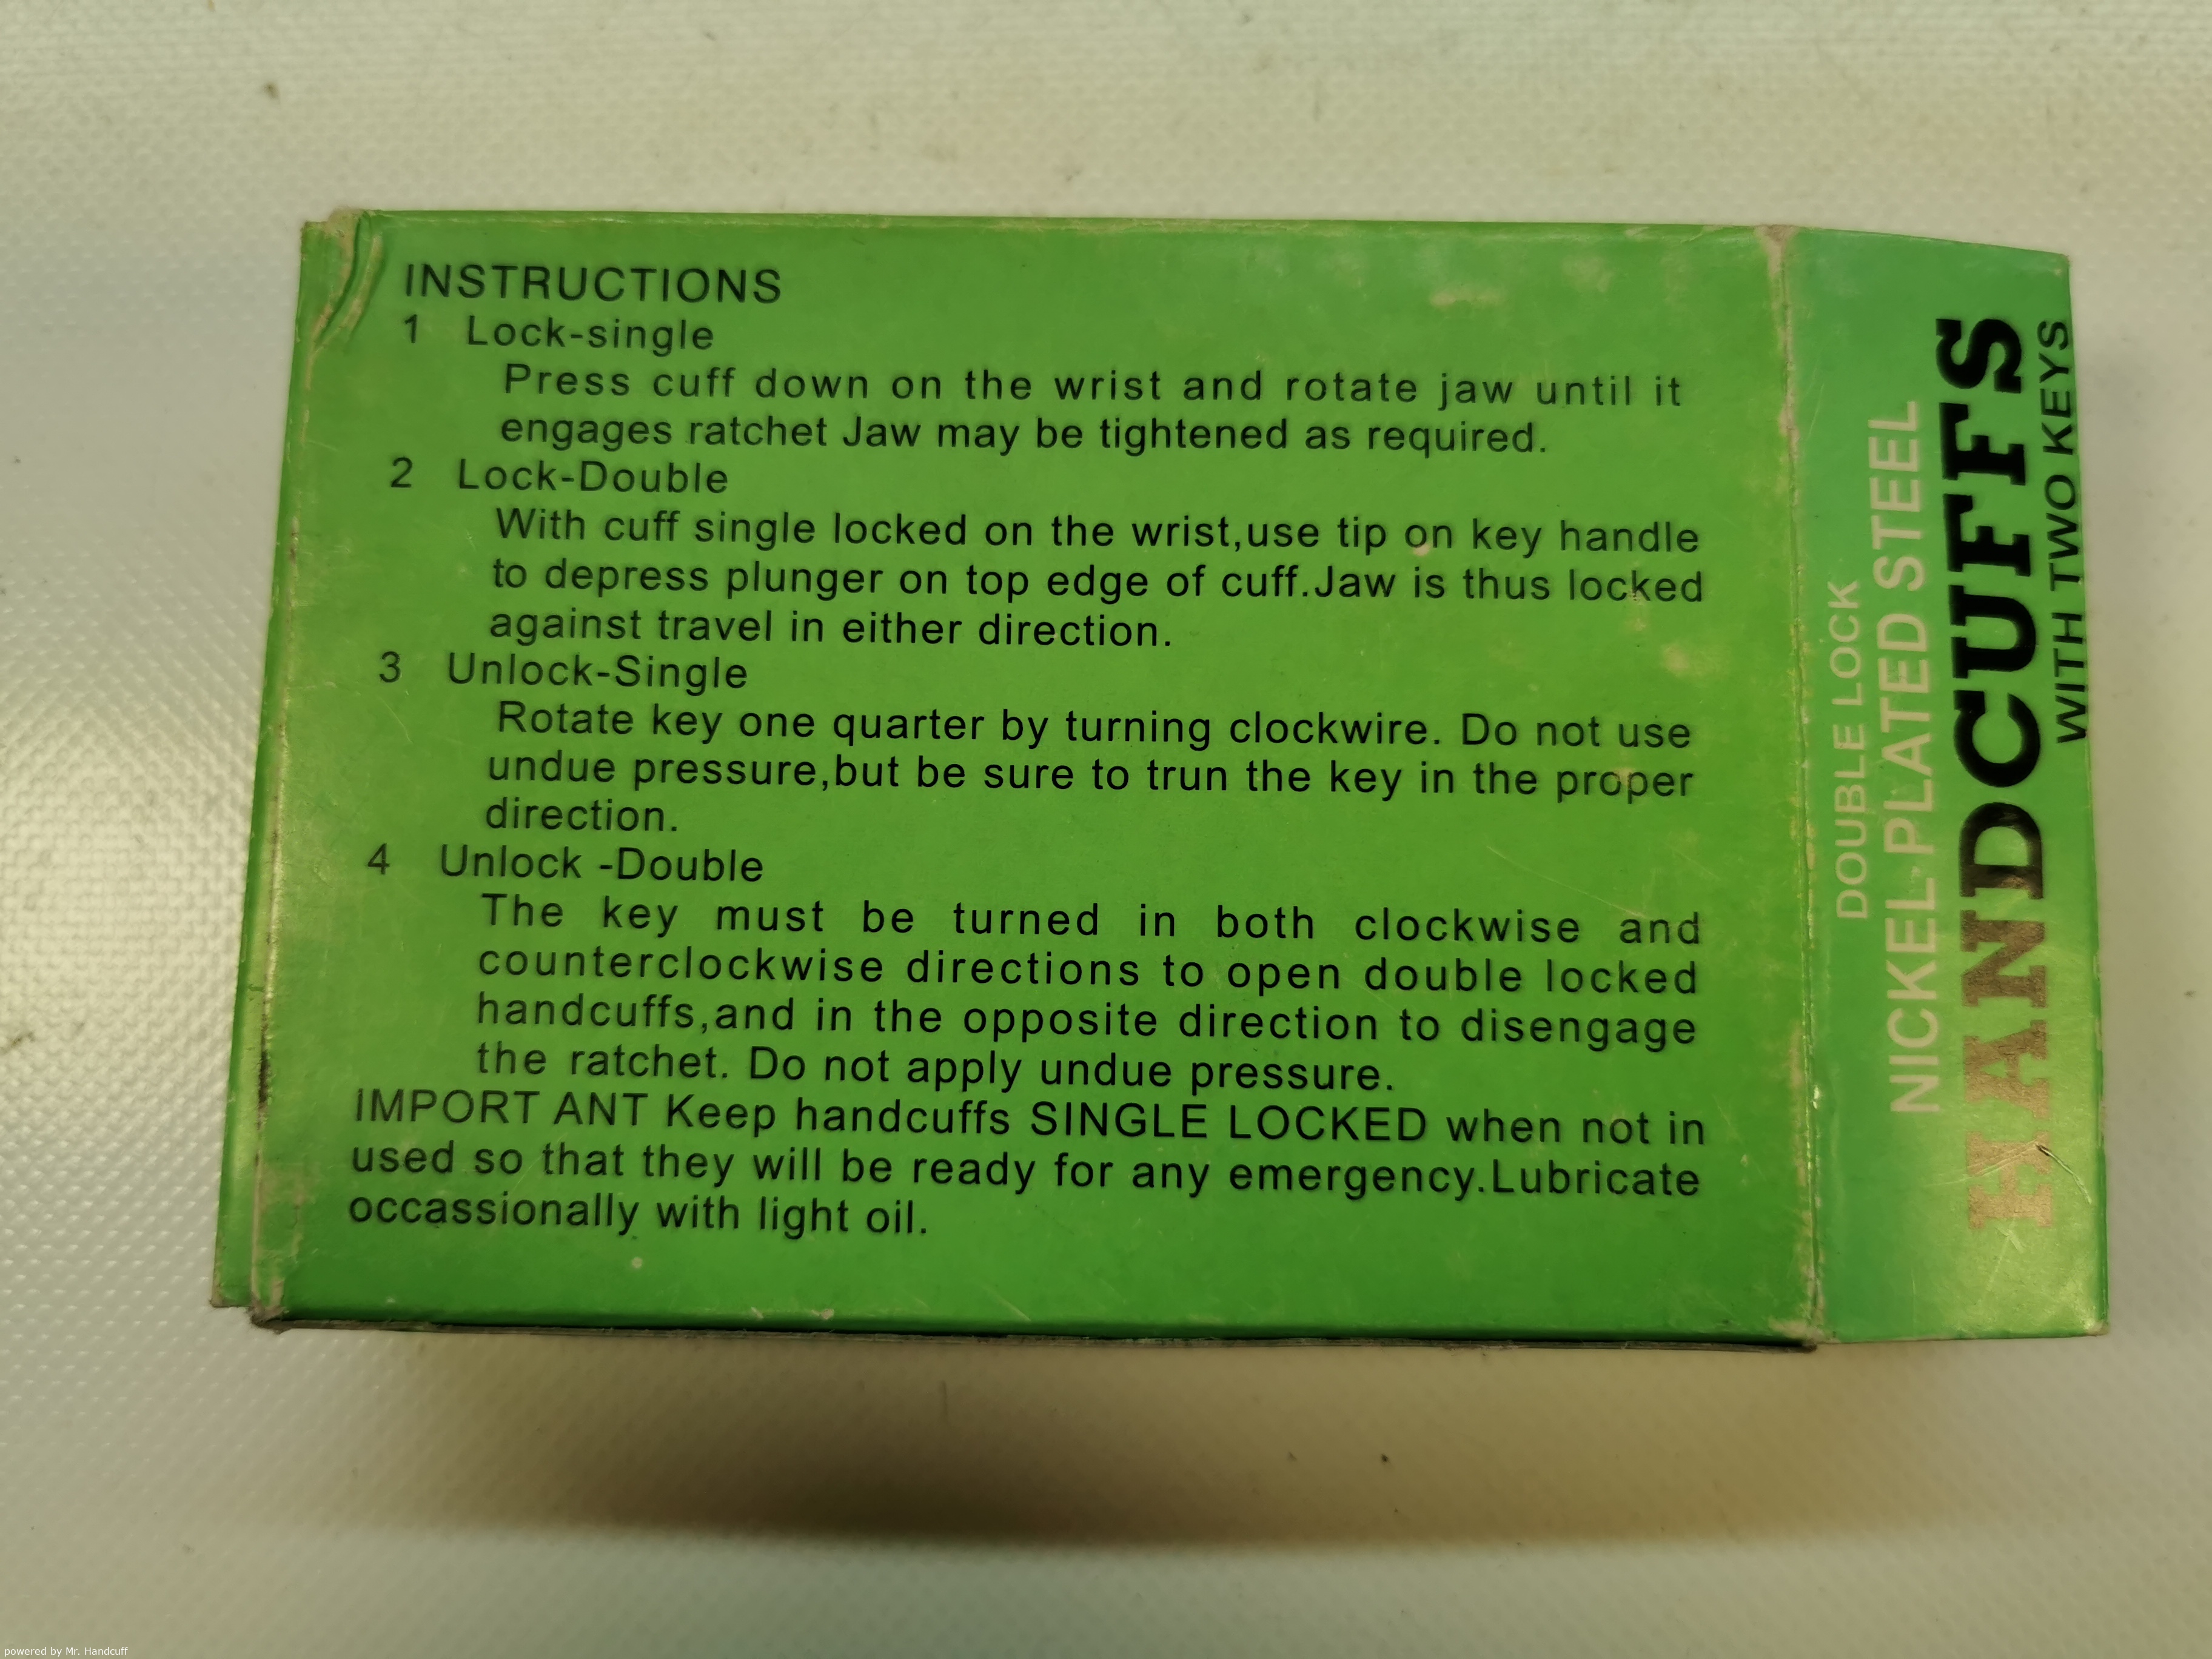 INSTRUCTIONS
1 Lock-single
Press cuff down on the wrist and rotate jaw until it
engages ratchet Jaw may be tightened as required.
2 Lock-Double
With cuff single locked on the wrist,use tip on key handle
to depress plunger on top edge of cuff.Jaw is thus locked
against travel in either direction.
3 Unlock-Single
Rotate key one quarter by turning clockwire. Do not use
undue pressure,but be sure to trun the key in the proper
direction.
4 Unlock -Double
The key must be turned in both clockwise and
counterclockwise directions to open double locked
handcuffs,and in the opposite direction to disengage
the ratchet. Do not apply undue pressure.
IMPORT ANT Keep handcuffs SINGLE LOCKED when not in
used so that they will be ready for any emergency.Lubricate
occassionally with light oil.
DOUBLE LOCK
NICKEL-PLATED STEEL
HANDCUFFS
WITH TWO KEYS
powered by Mr. Handcuff